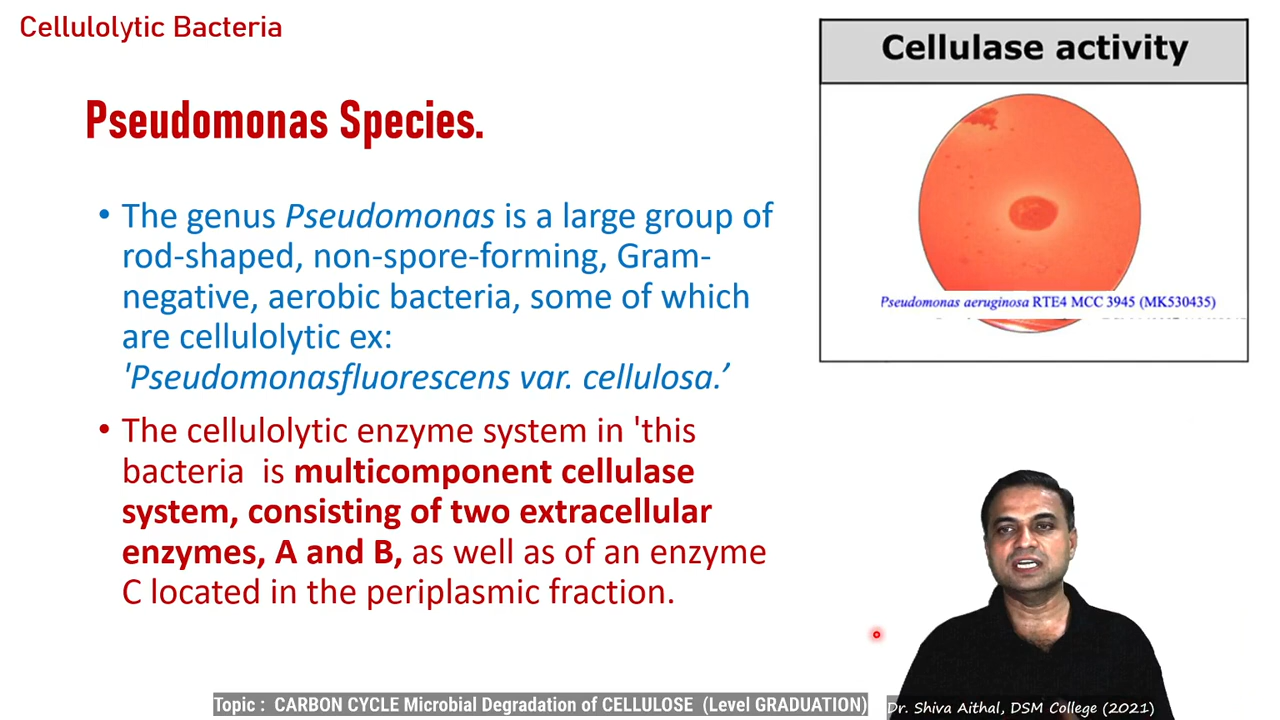 Cellulolytic Bacteria
Cellulase activity
Pseudomonas Species.
• The genus Pseudomonas is a large group of
rod-shaped, non-spore-forming, Gram-
negative, aerobic bacteria, some of which
are cellulolytic ex:
'Pseudomonasfluorescens var. cellulosa.’
Pseudomonas aeruginosa RTE4 MCC 3945 (MK530435)
• The cellulolytic enzyme system in 'this
bacteria is multicomponent cellulase
system, consisting of two extracellular
enzymes, A and B, as well as of an enzyme
C located in the periplasmic fraction.
Topic : CARBON CYCLE Microbial Degradation of CELLULOSE (Level GRADUATION)
Dr. Shiva Aithal, DSM College (2021)